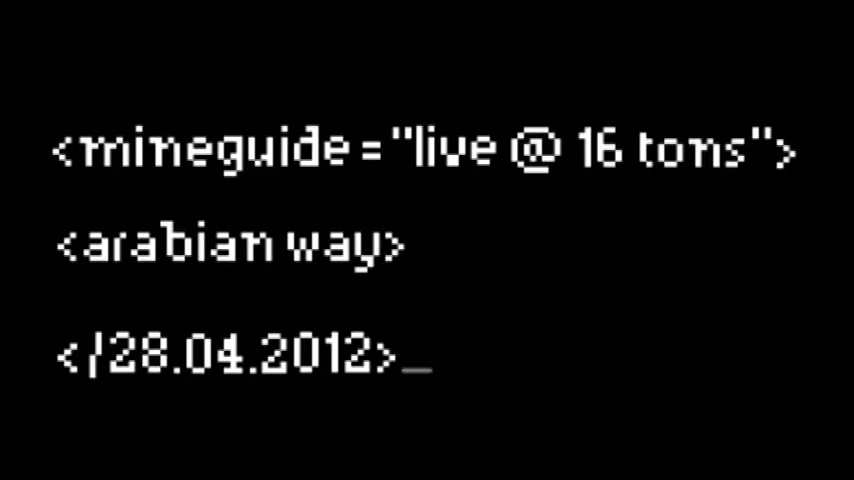 <mineguide="live @ 16 tons">
<arabian way>
</28.04.2012>_